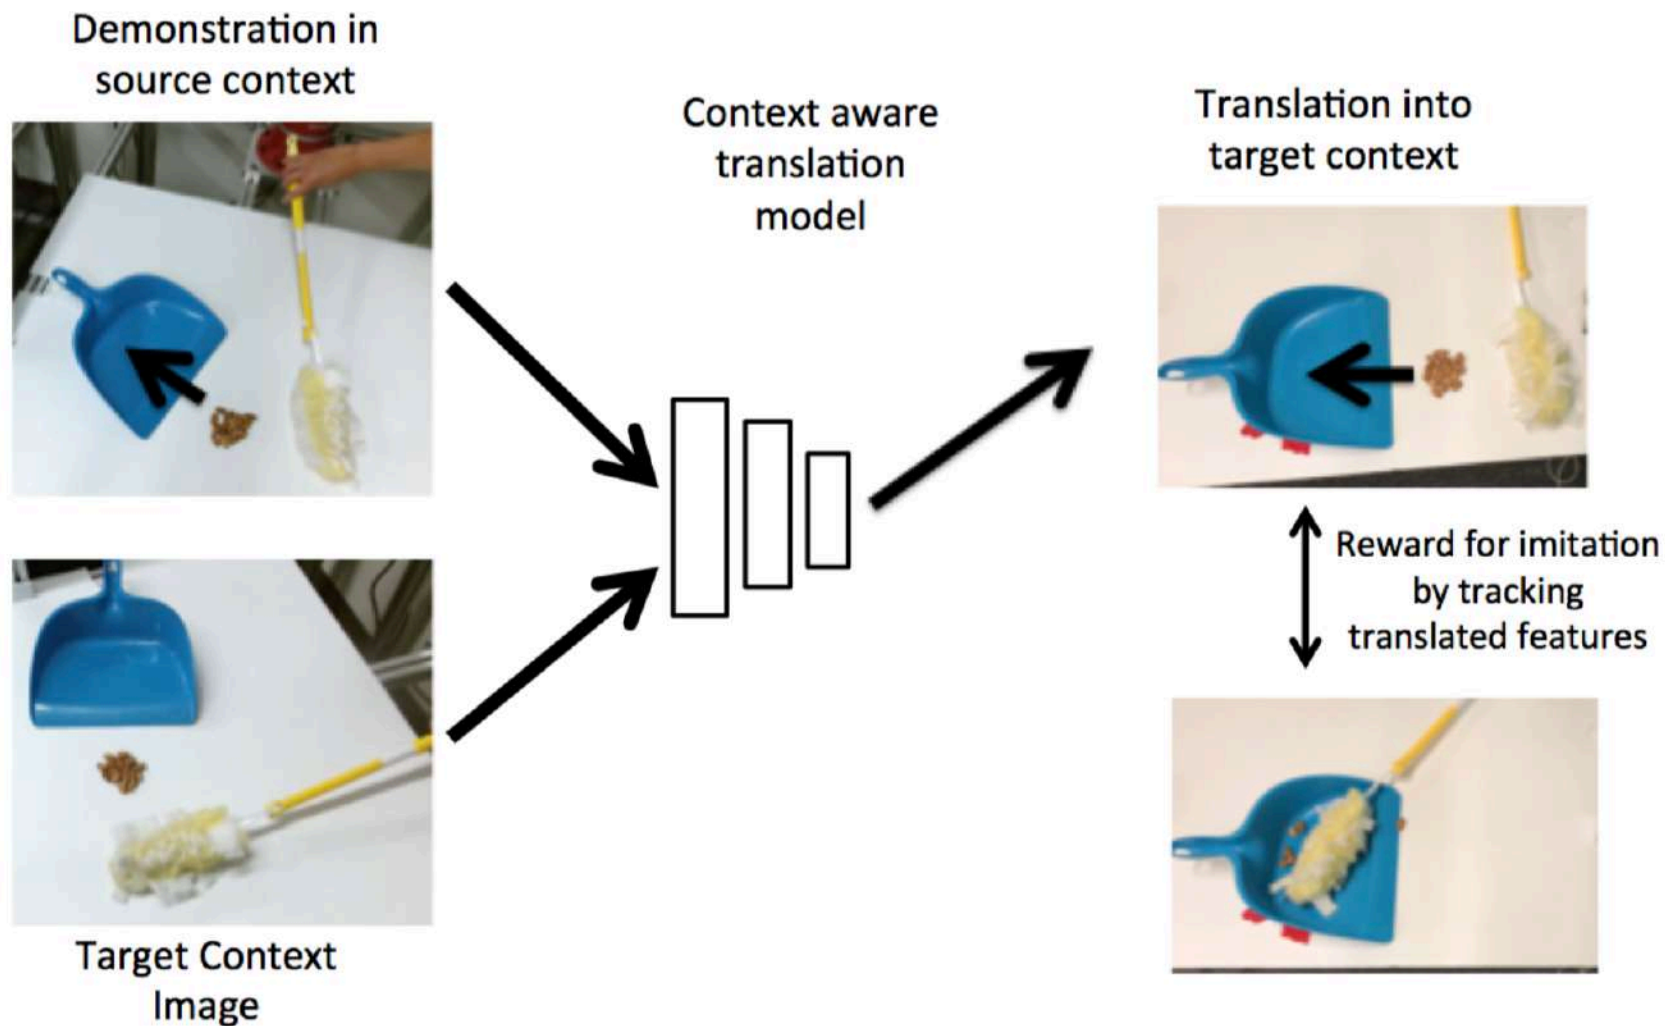 Demonstration in
source context
Context aware
translation
model
Translation into
target context
Reward for imitation
by tracking
translated features
Target Context
Image